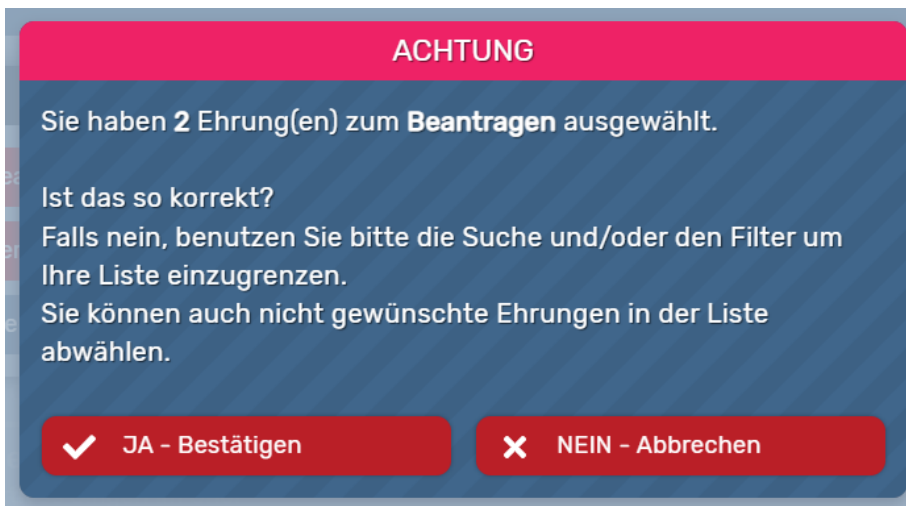 ACHTUNG
Sie haben 2 Ehrung(en) zum Beantragen ausgewählt.
Ist das so korrekt?
Falls nein, benutzen Sie bitte die Suche und/oder den Filter um
Ihre Liste einzugrenzen.
Sie können auch nicht gewünschte Ehrungen in der Liste
abwählen.
JA - Bestätigen
NEIN - Abbrechen